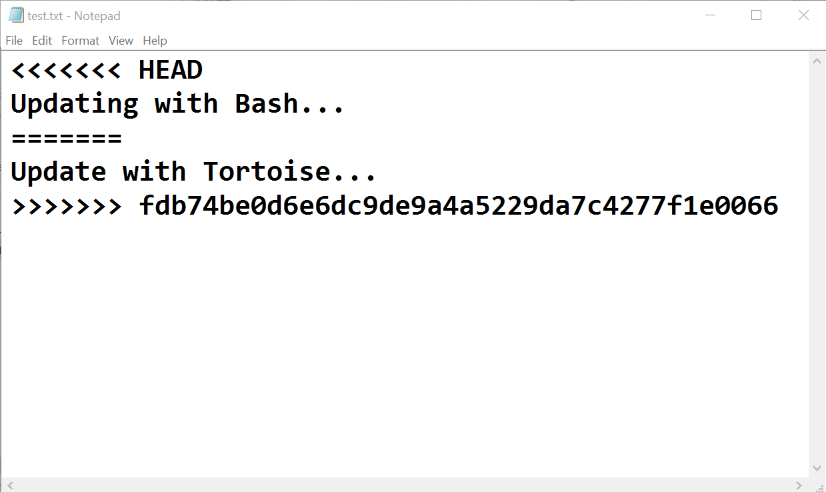 test.txt - Notepad
File Edit Format View Help
<<<<<<< HEAD
Updating with Bash...
=======
Update with Tortoise...
>>>>>>> fdb74be0d6e6dc9de9a4a5229da7c4277f1e0066